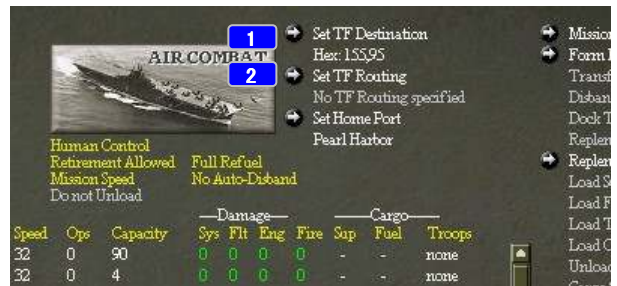 1
Set TF Destination
Mission
AIR COMBAT
Hex: 155,95
Form
2
Set TF Routing
Transf
No TF Routing specified
Disban
Set Home Port
Dock T
Human Control
Pearl Harbor
Replen
Retirement Allowed Full Refuel
Replen
Mission Speed No Auto-Disband
Load S
Do not Unload
Load F
Damage Cargo
Load T
Speed Ops Capacity Sys Flt Eng Fire Sup Fuel Troops
Load C
32 0 90 0 0 0 0 - - none
Unload
32 0 4 0 0 0 0 - - none